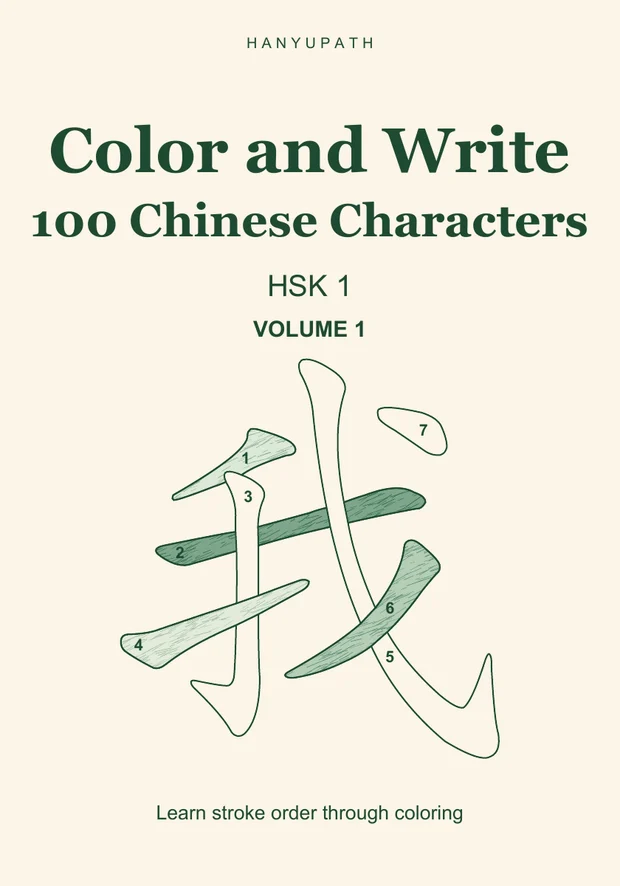 HANYUPATH
Color and Write
100 Chinese Characters
HSK 1
VOLUME 1
我
1
2
3
4
5
6
7
Learn stroke order through coloring